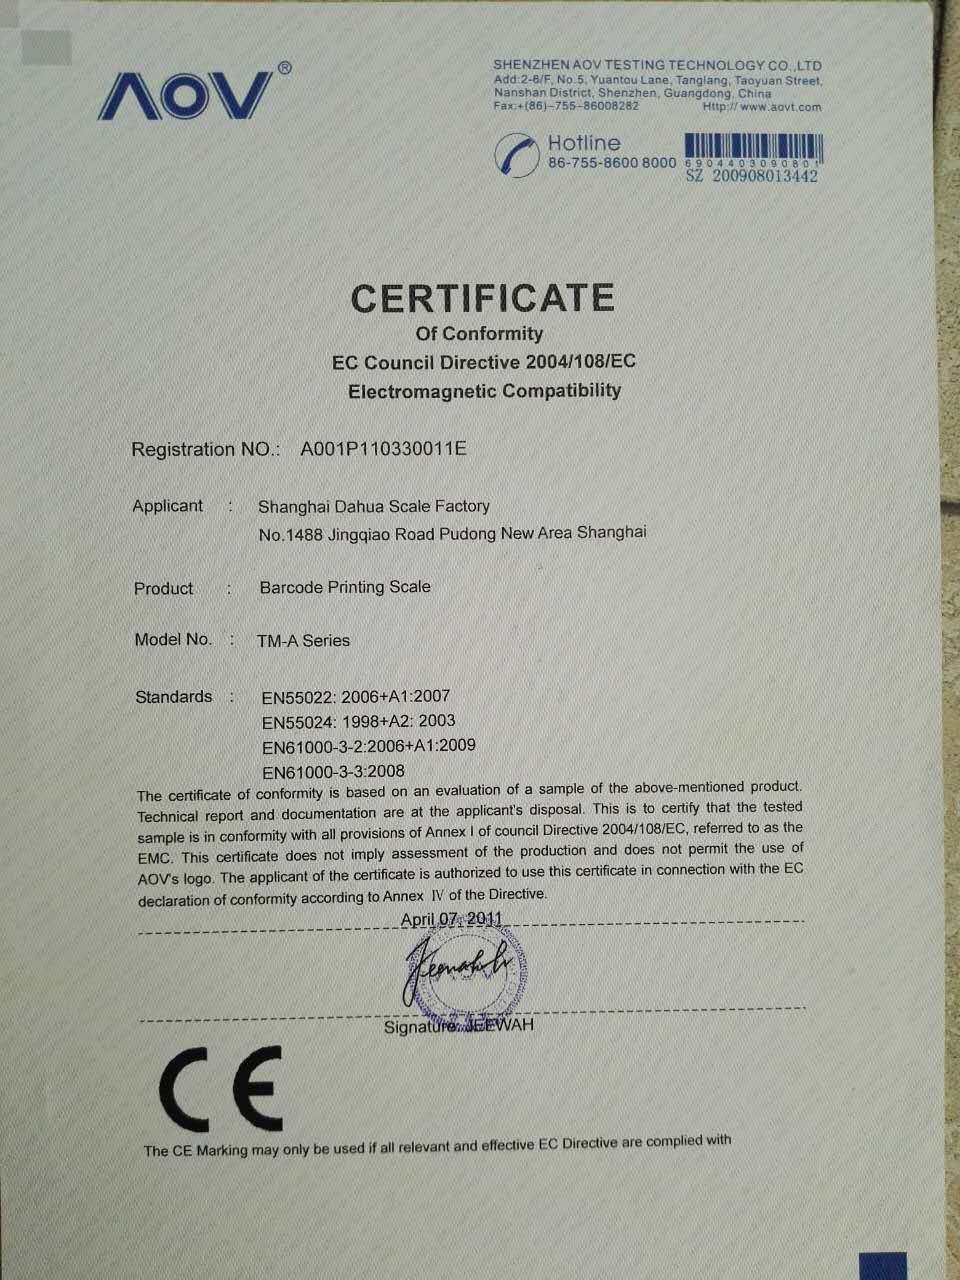 AOV®
SHENZHEN AOV TESTING TECHNOLOGY CO.,LTD
Add:2-6/F, No.5, Yuantou Lane, Tanglang, Taoyuan Street,
Nanshan District, Shenzhen, Guangdong, China
Fax:+(86)-755-86008282 Http://www.aovt.com
Hotline
86-755-8600 8000
6904403090801
SZ 200908013442
CERTIFICATE
Of Conformity
EC Council Directive 2004/108/EC
Electromagnetic Compatibility
Registration NO.: A001P110330011E
Applicant : Shanghai Dahua Scale Factory
No.1488 Jingqiao Road Pudong New Area Shanghai
Product : Barcode Printing Scale
Model No. : TM-A Series
Standards : EN55022: 2006+A1:2007
EN55024: 1998+A2: 2003
EN61000-3-2:2006+A1:2009
EN61000-3-3:2008
The certificate of conformity is based on an evaluation of a sample of the above-mentioned product.
Technical report and documentation are at the applicant's disposal. This is to certify that the tested
sample is in conformity with all provisions of Annex I of council Directive 2004/108/EC, referred to as the
EMC. This certificate does not imply assessment of the production and does not permit the use of
AOV's logo. The applicant of the certificate is authorized to use this certificate in connection with the EC
declaration of conformity according to Annex IV of the Directive.
April 07, 2011
Signature: JEEWAH
CE
The CE Marking may only be used if all relevant and effective EC Directive are complied with